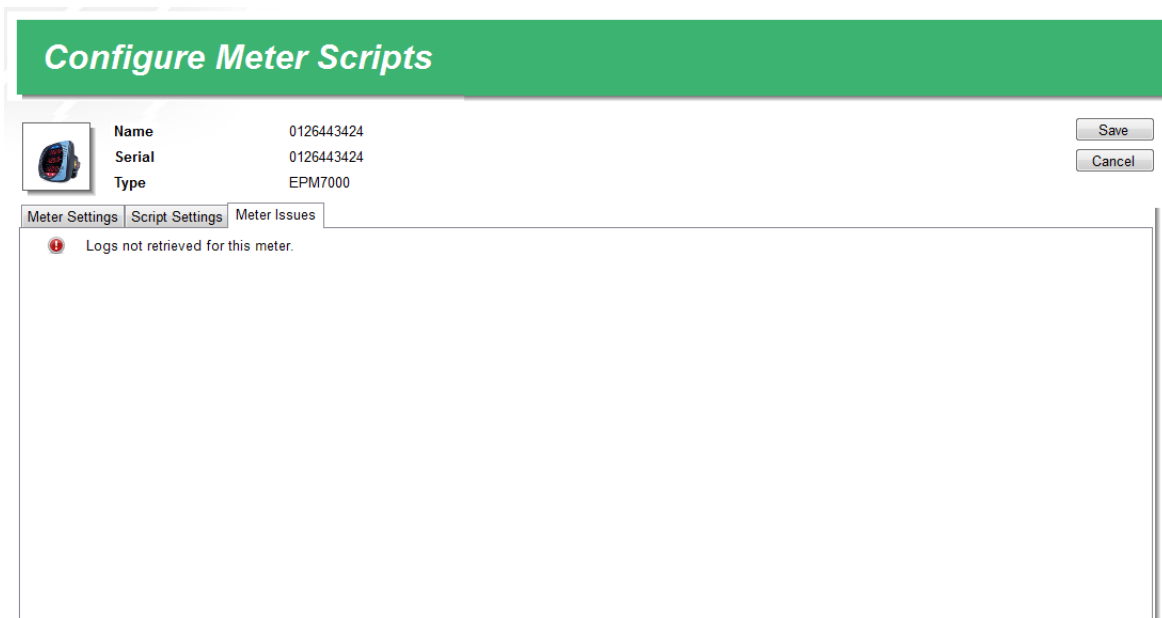 Configure Meter Scripts
Name 0126443424 Save
Serial 0126443424 Cancel
Type EPM7000
Meter Settings Script Settings Meter Issues
Logs not retrieved for this meter.